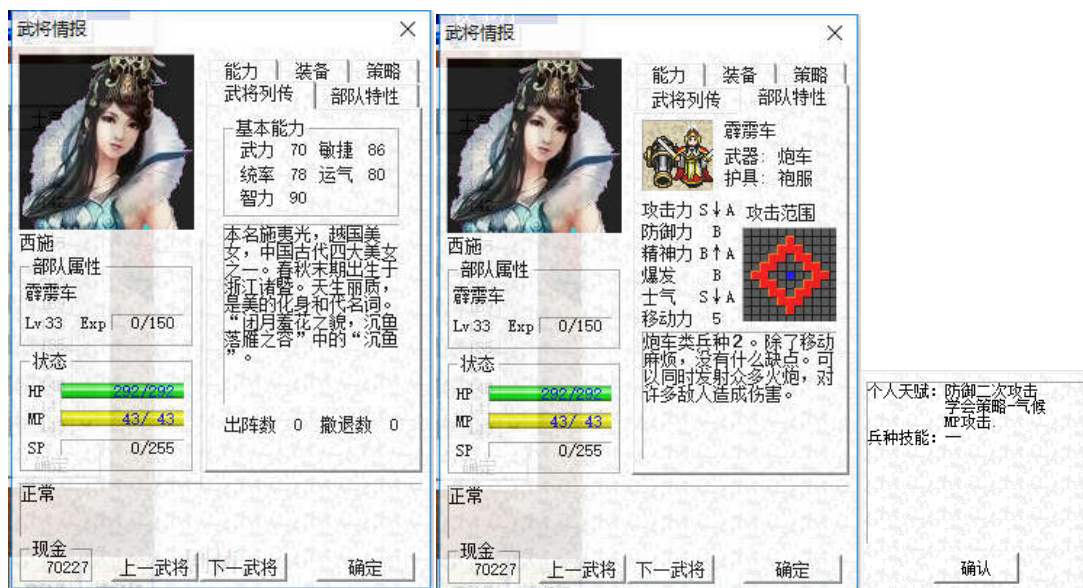 武将情报
能力 装备 策略
武将列传 部队特性
基本能力
武力 70 敏捷 86
统率 78 运气 80
智力 90
本名施夷光，越国美
女，中国古代四大美女
之一。春秋末期出生于
浙江诸暨。天生丽质，
是美的化身和代名词。
“闭月羞花之貌，沉鱼
落雁之容”中的“沉鱼
”。
出阵数 0 撤退数 0
西施
部队属性
霹雳车
Lv 33 Exp 0/150
状态
HP 292/292
MP 43/ 43
SP 0/255
正常
现金
70227 上一武将 下一武将 确定
武将情报
能力 装备 策略
武将列传 部队特性
霹雳车
武器：炮车
护具：袍服
攻击力 S↓A 攻击范围
防御力 B
精神力 B↑A
爆发 B
士气 S↓A
移动力 5
炮车类兵种2。除了移动
麻烦，没有什么缺点。可
以同时发射众多火炮，对
许多敌人造成伤害。
西施
部队属性
霹雳车
Lv 33 Exp 0/150
状态
HP 292/292
MP 43/ 43
SP 0/255
正常
现金
70227 上一武将 下一武将 确定
个人天赋：防御二次攻击
学会策略-气候
MP攻击.
兵种技能：—
确认